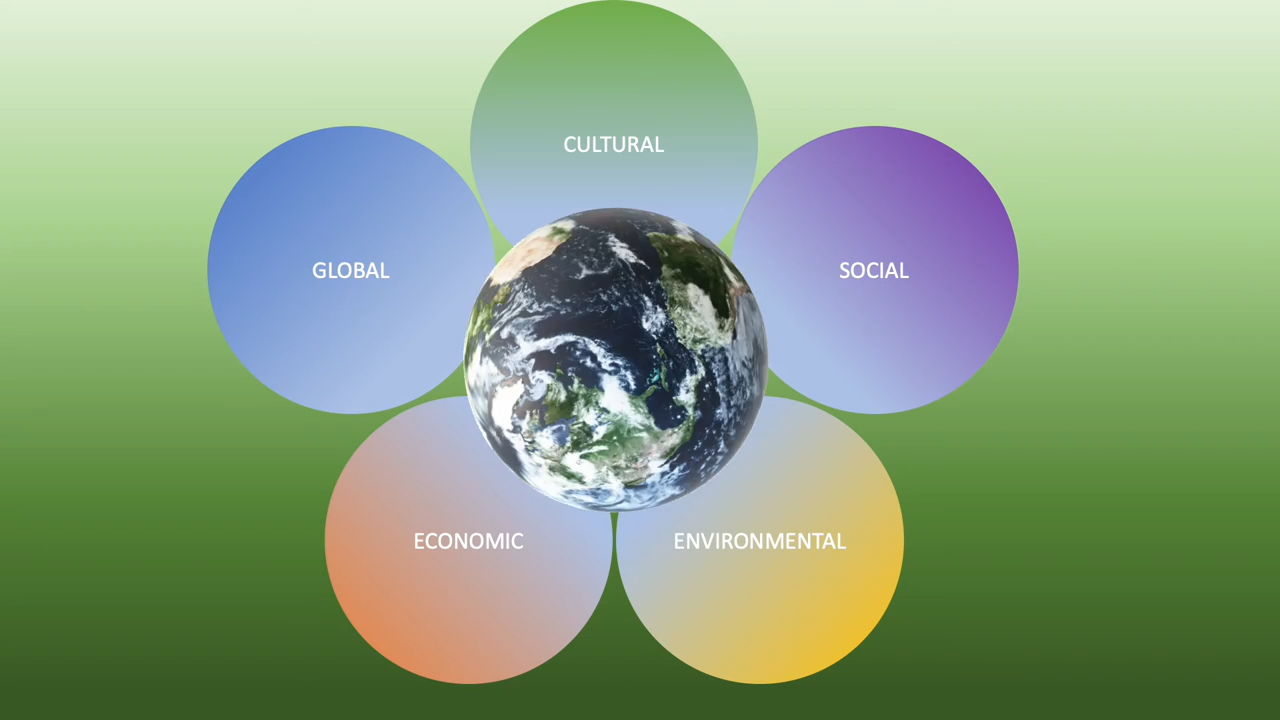 CULTURAL
GLOBAL
SOCIAL
ECONOMIC
ENVIRONMENTAL